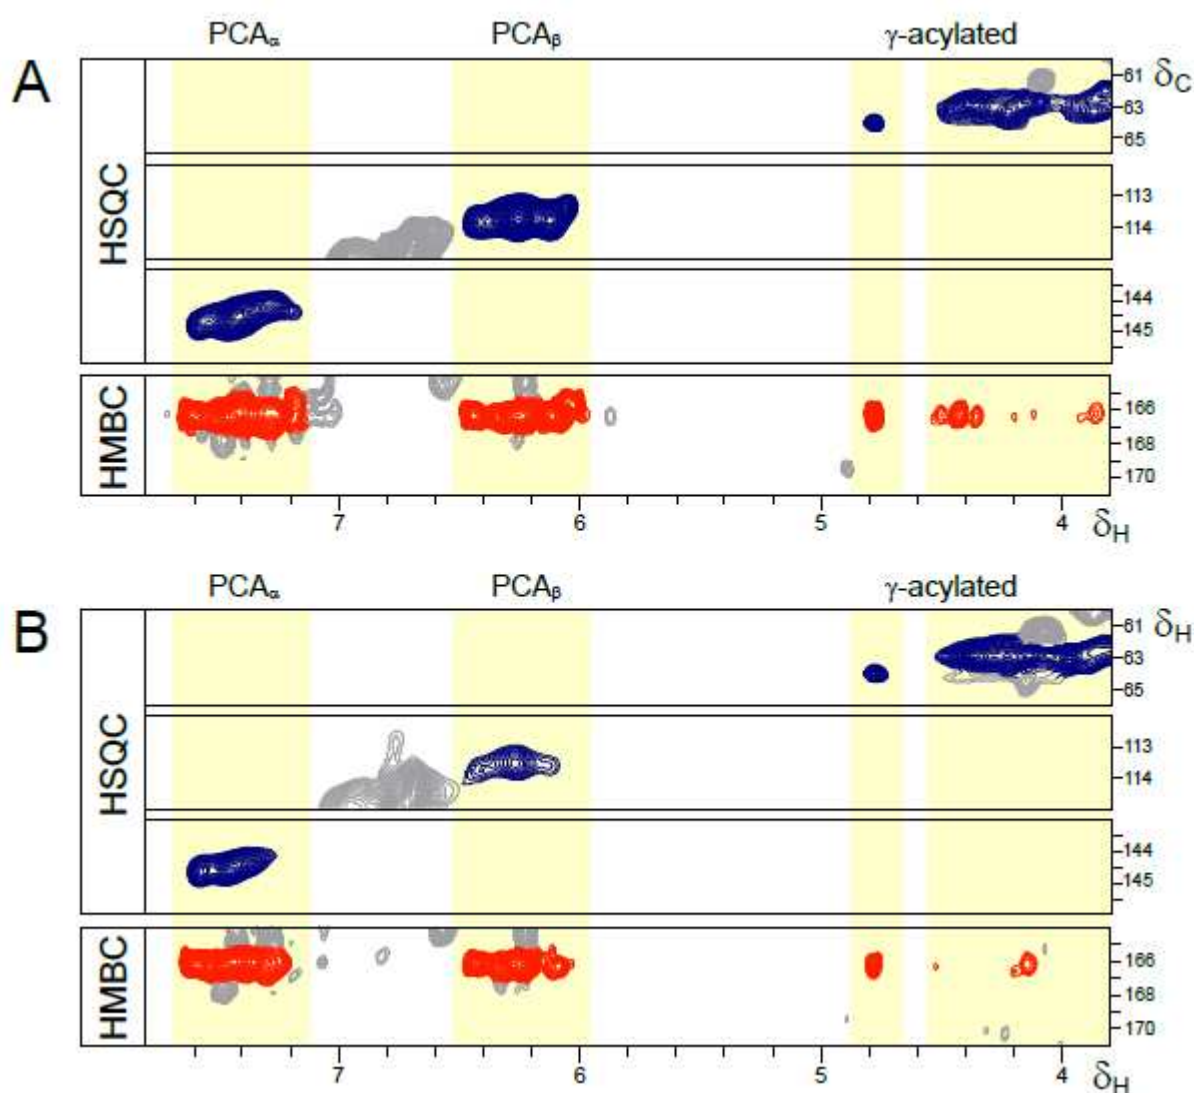 PCAα PCAβ γ-acylated
A
HSQC
61 δC
63
65
113
114
144
145
HMBC
166
168
170
7 6 5 4 δH
PCAα PCAβ γ-acylated
B
HSQC
61 δH
63
65
113
114
144
145
HMBC
166
168
170
7 6 5 4 δH